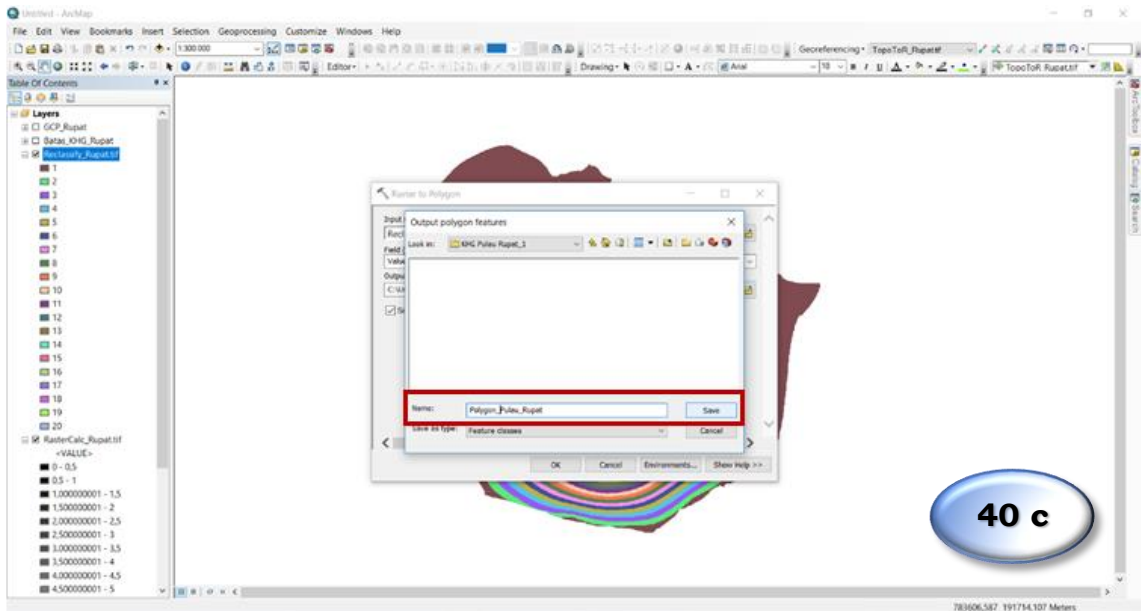 Untitled - ArcMap
File Edit View Bookmarks Insert Selection Geoprocessing Customize Windows Help
1:300.000
Georeferencing TopoToR_Rupat#
Editor
Drawing
Arial
10
B I U A
TopoToR Rupat.tif
Table Of Contents
Layers
GCP_Rupat
Batas_KHG_Rupat
Reclassify_Rupat.tif
1
2
3
4
5
6
7
8
9
10
11
12
13
14
15
16
17
18
19
20
RasterCalc_Rupat.tif
<VALUE>
0 - 0,5
0,5 - 1
1,000000001 - 1,5
1,500000001 - 2
2,000000001 - 2,5
2,500000001 - 3
3,000000001 - 3,5
3,500000001 - 4
4,000000001 - 4,5
4,500000001 - 5
Raster to Polygon
Output polygon features
Look in: KHG Pulau Rupat_1
Name: Polygon_Pulau_Rupat Save
Save as type: Feature classes Cancel
OK Cancel Environments... Show Help >>
ArcToolbox
Catalog
Search
40 c
783606,587 191714,107 Meters